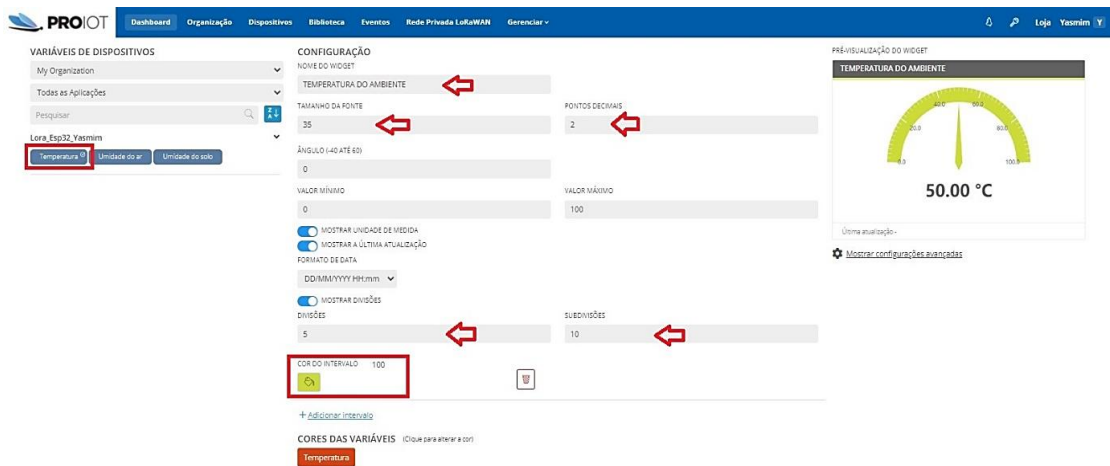 PROIOT Dashboard Organização Dispositivos Biblioteca Eventos Rede Privada LoRaWAN Gerenciar Loja Yasmim Y
VARIÁVEIS DE DISPOSITIVOS
My Organization
Todas as Aplicações
Pesquisar
Lora_Esp32_Yasmim
Temperatura Umidade do ar Umidade do solo
CONFIGURAÇÃO
NOME DO WIDGET
TEMPERATURA DO AMBIENTE
TAMANHO DA FONTE PONTOS DECIMAIS
35 2
ÂNGULO (-40 ATÉ 60)
0
VALOR MÍNIMO VALOR MÁXIMO
0 100
MOSTRAR UNIDADE DE MEDIDA
MOSTRAR A ÚLTIMA ATUALIZAÇÃO
FORMATO DE DATA
DD/MM/YYYY HH:mm
MOSTRAR DIVISÕES
DIVISÕES SUBDIVISÕES
5 10
COR DO INTERVALO 100
+ Adicionar intervalo
CORES DAS VARIÁVEIS (Clique para alterar a cor)
Temperatura
PRÉ-VISUALIZAÇÃO DO WIDGET
TEMPERATURA DO AMBIENTE
40.0 60.0
20.0 80.0
0.0 100.0
50.00 °C
Última atualização -
Mostrar configurações avançadas